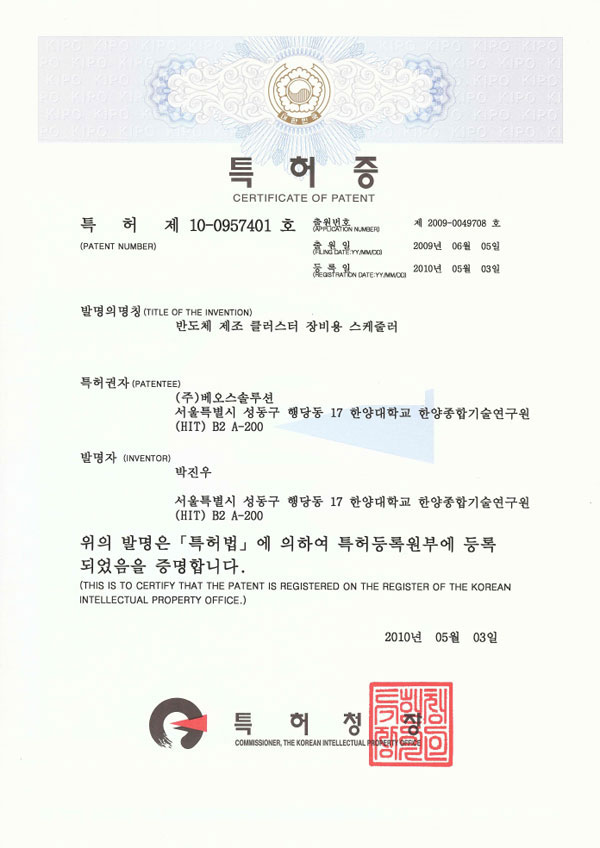 KIPO KIPO KIPO KIPO KIPO KIPO KIPO
대한민국
특 허 증
CERTIFICATE OF PATENT
특 허 제 10-0957401 호
(PATENT NUMBER)
출원번호 제 2009-0049708 호
(APPLICATION NUMBER)
출 원 일 2009년 06월 05일
(FILING DATE:YY/MM/DD)
등 록 일 2010년 05월 03일
(REGISTRATION DATE:YY/MM/DD)
발명의명칭 (TITLE OF THE INVENTION)
반도체 제조 클러스터 장비용 스케줄러
특허권자 (PATENTEE)
(주)베오스솔루션
서울특별시 성동구 행당동 17 한양대학교 한양종합기술연구원
(HIT) B2 A-200
발명자 (INVENTOR)
박진우
서울특별시 성동구 행당동 17 한양대학교 한양종합기술연구원
(HIT) B2 A-200
위의 발명은 「특허법」에 의하여 특허등록원부에 등록
되었음을 증명합니다.
(THIS IS TO CERTIFY THAT THE PATENT IS REGISTERED ON THE REGISTER OF THE KOREAN
INTELLECTUAL PROPERTY OFFICE.)
2010년 05월 03일
특 허 청 장
COMMISSIONER, THE KOREAN INTELLECTUAL PROPERTY OFFICE